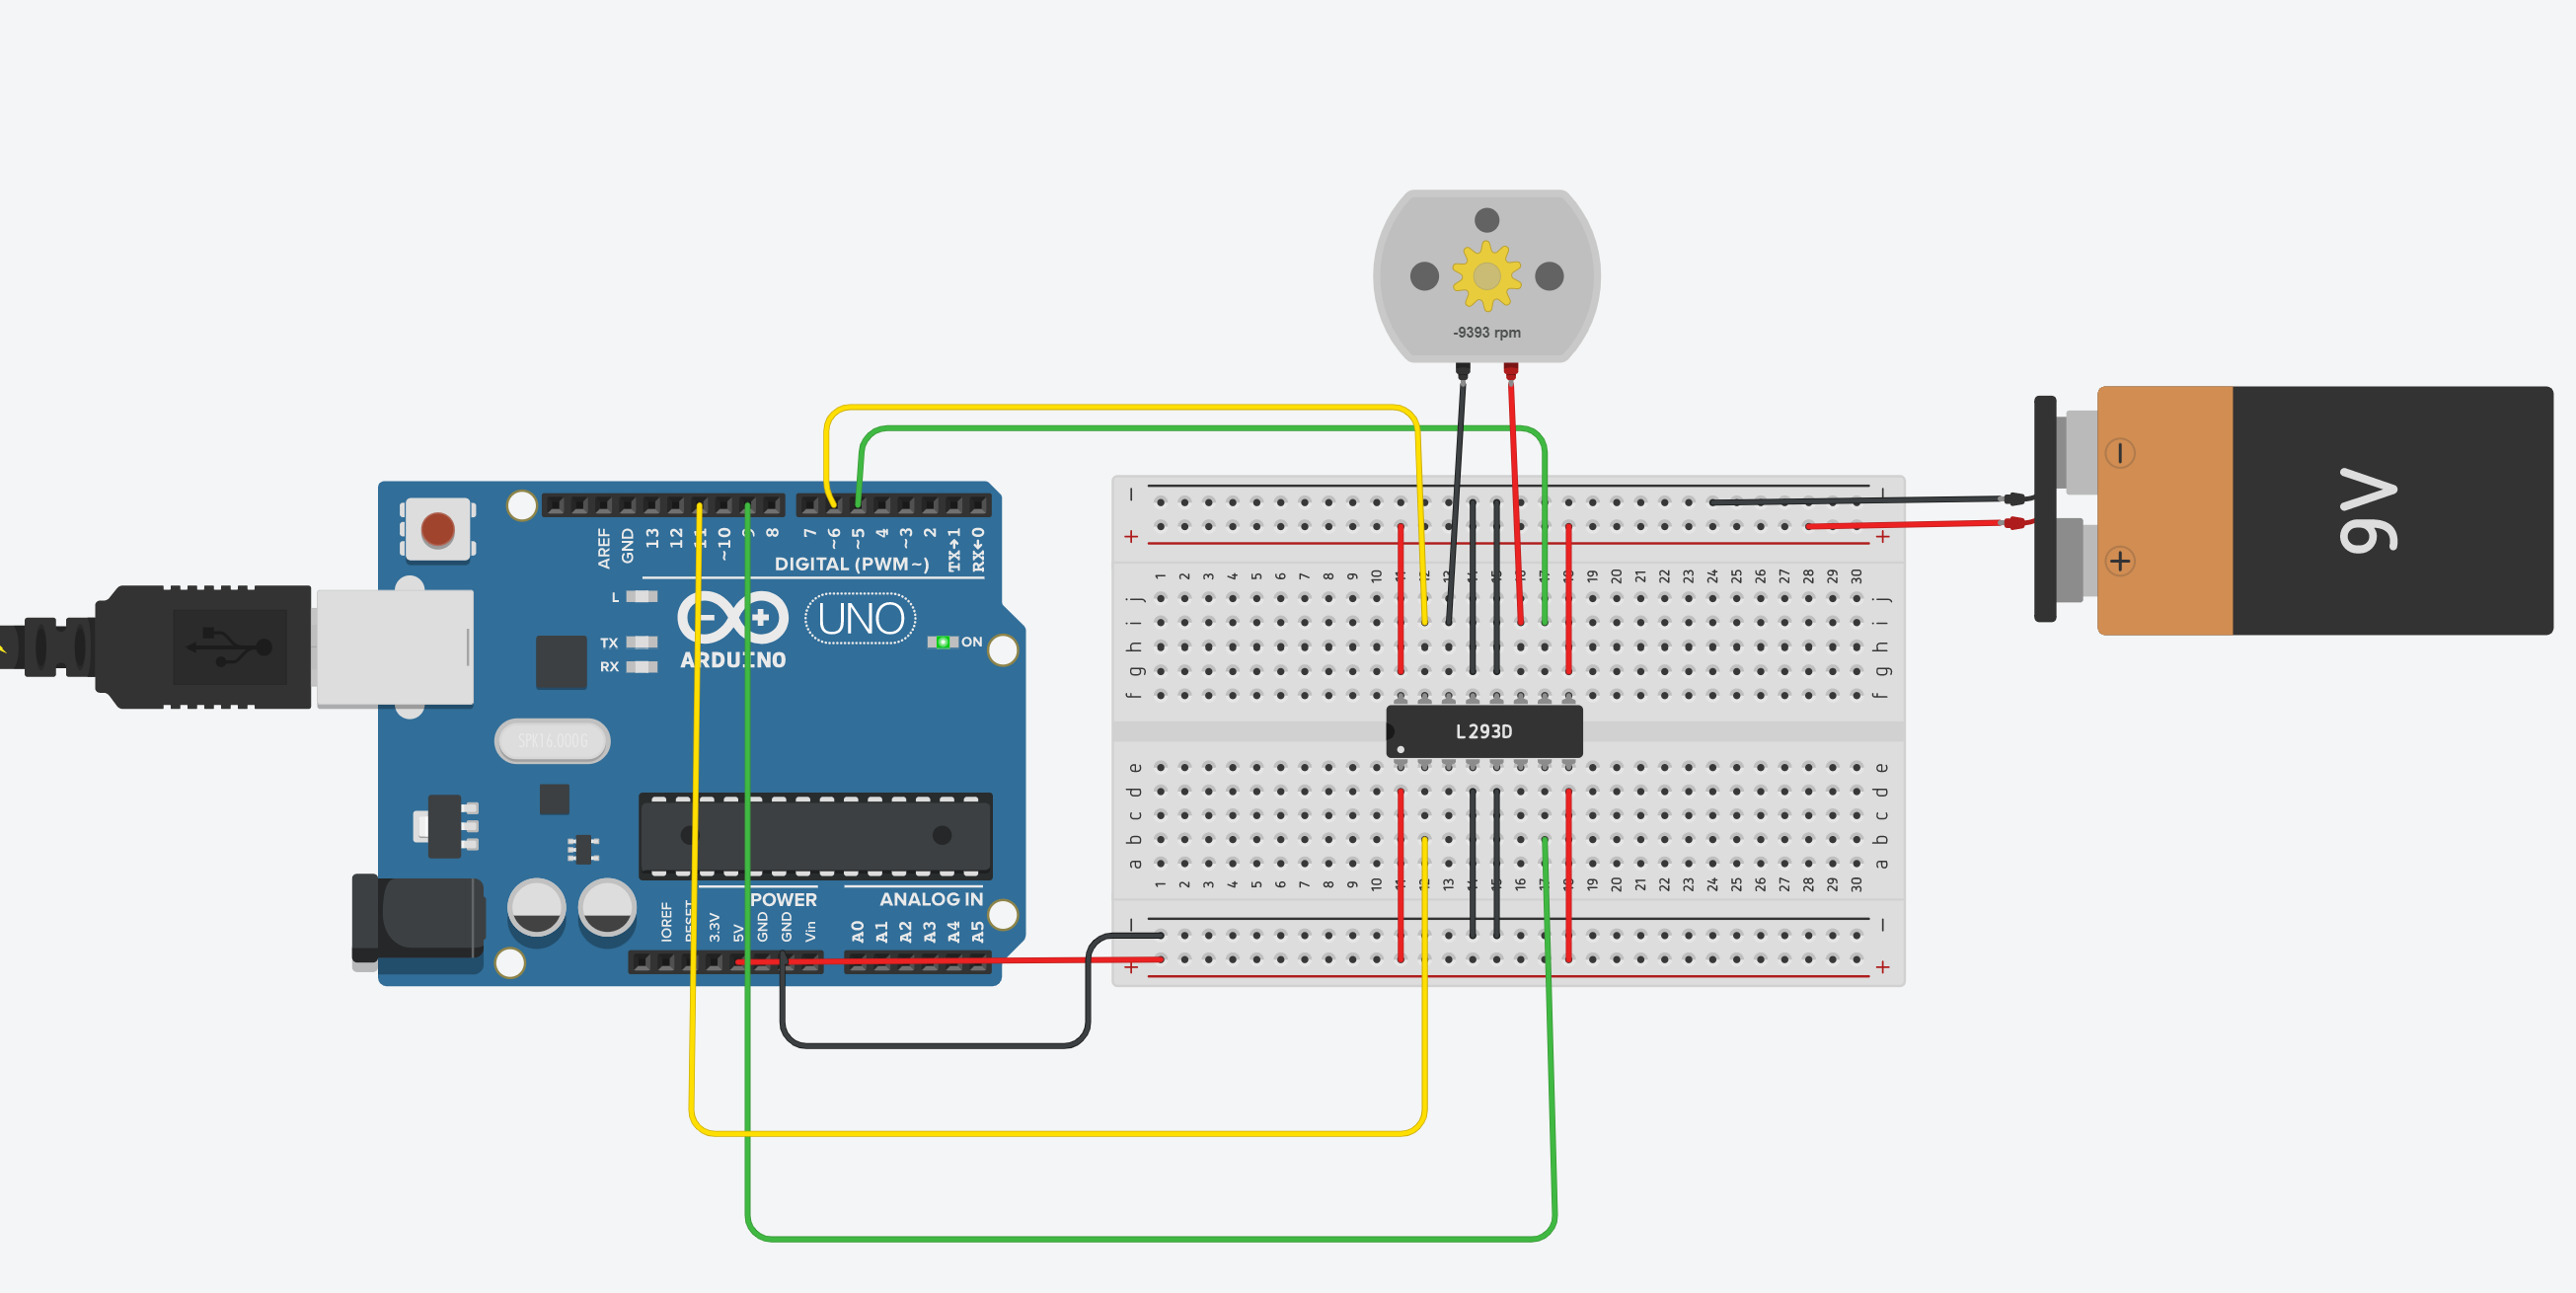 -9393 rpm
9V
AREF
GND
13
12
11
~10
9
8
7
~6
~5
4
~3
2
TX→1
RX←0
DIGITAL (PWM ~)
L
TX
RX
UNO
ARDUINO
ON
SPK16.000G
POWER
ANALOG IN
IOREF
RESET
3.3V
5V
GND
GND
Vin
A0
A1
A2
A3
A4
A5
− −
+ +
1 2 3 4 5 6 7 8 9 10 11 12 13 14 15 16 17 18 19 20 21 22 23 24 25 26 27 28 29 30
j j
i i
h h
g g
f f
L293D
e e
d d
c c
b b
a a
1 2 3 4 5 6 7 8 9 10 11 12 13 14 15 16 17 18 19 20 21 22 23 24 25 26 27 28 29 30
− −
+ +